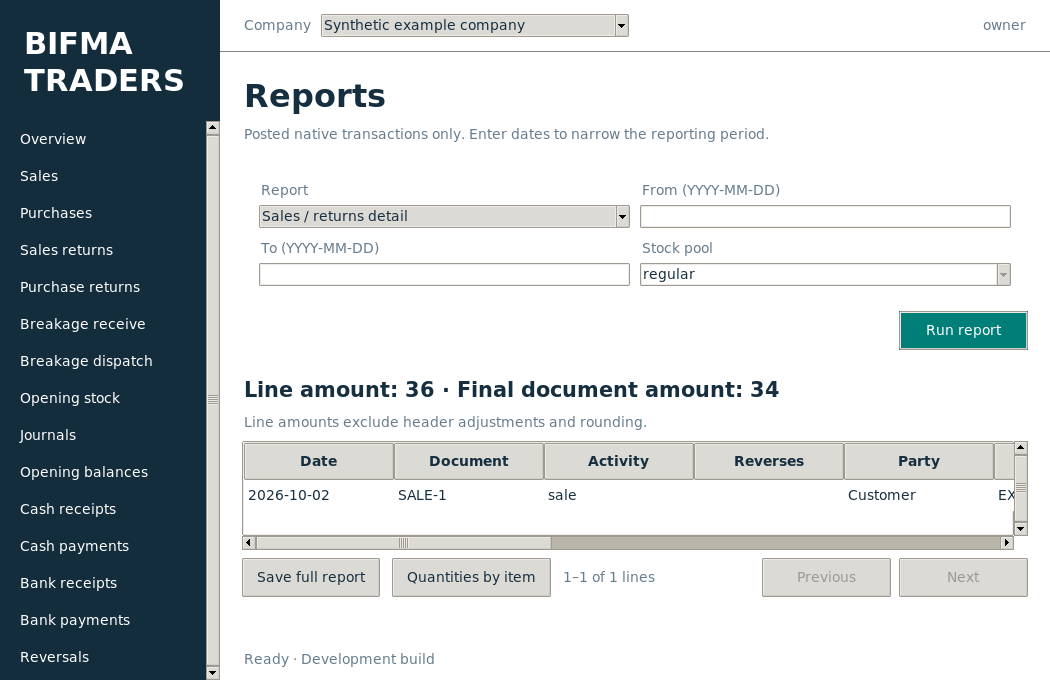 BIFMA
TRADERS
Overview
Sales
Purchases
Sales returns
Purchase returns
Breakage receive
Breakage dispatch
Opening stock
Journals
Opening balances
Cash receipts
Cash payments
Bank receipts
Bank payments
Reversals
Company Synthetic example company owner
Reports
Posted native transactions only. Enter dates to narrow the reporting period.
Report From (YYYY-MM-DD)
Sales / returns detail
To (YYYY-MM-DD) Stock pool
regular
Run report
Line amount: 36 · Final document amount: 34
Line amounts exclude header adjustments and rounding.
Date Document Activity Reverses Party
2026-10-02 SALE-1 sale Customer EX
Save full report Quantities by item 1–1 of 1 lines Previous Next
Ready · Development build